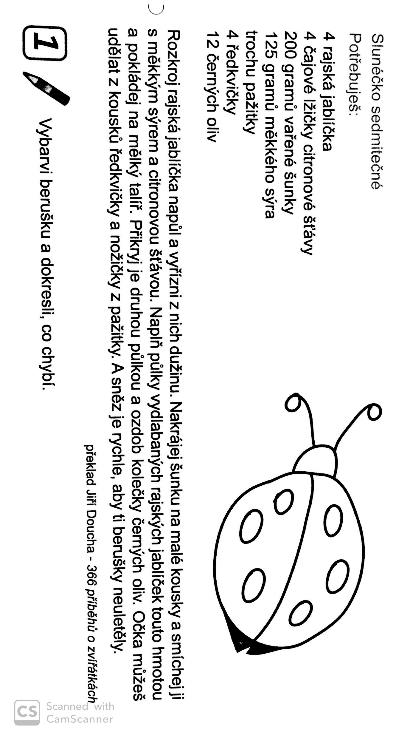 Slunéčko sedmitečné
Potřebuješ:
4 rajská jablíčka
4 čajové lžičky citronové šťávy
200 gramů vařené šunky
125 gramů měkkého sýra
trochu pažitky
4 ředkvičky
12 černých oliv
Rozkroj rajská jablíčka napůl a vyřízni z nich dužinu. Nakrájej šunku na malé kousky a smíchej ji
s měkkým sýrem a citronovou šťávou. Naplň půlky vydlabaných rajských jablíček touto hmotou
a pokládej na mělký talíř. Přikryj je druhou půlkou a ozdob kolečky černých oliv. Očka můžeš
udělat z kousků ředkvičky a nožičky z pažitky. A sněz je rychle, aby ti berušky neuletěly.
překlad Jiří Doucha - 366 příběhů o zvířátkách
1 Vybarvi berušku a dokresli, co chybí.
CS Scanned with
CamScanner